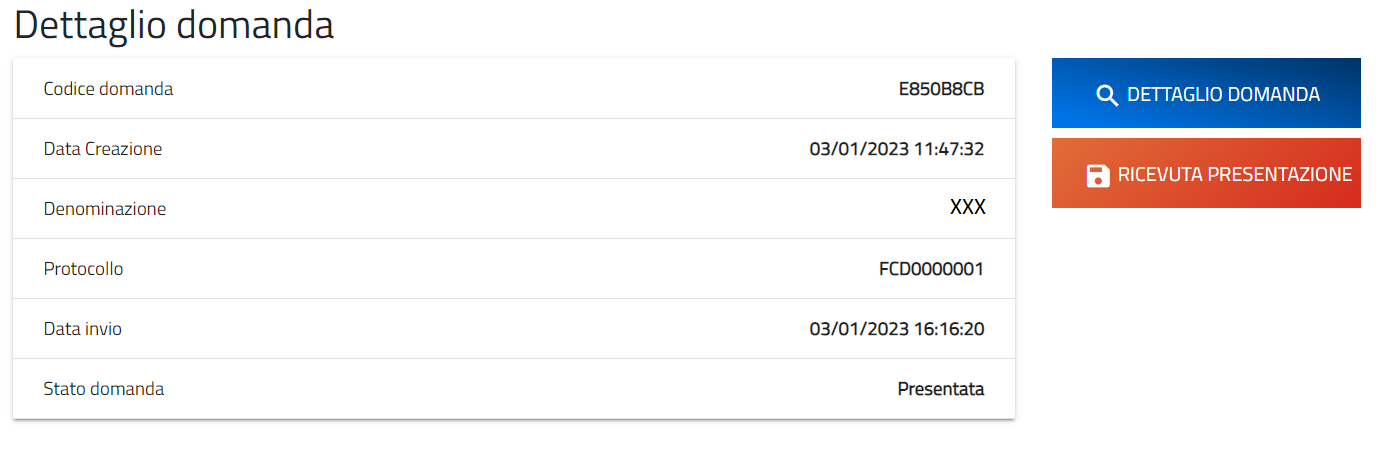 Dettaglio domanda
Codice domanda E850B8CB
Data Creazione 03/01/2023 11:47:32
Denominazione XXX
Protocollo FCD0000001
Data invio 03/01/2023 16:16:20
Stato domanda Presentata
DETTAGLIO DOMANDA
RICEVUTA PRESENTAZIONE